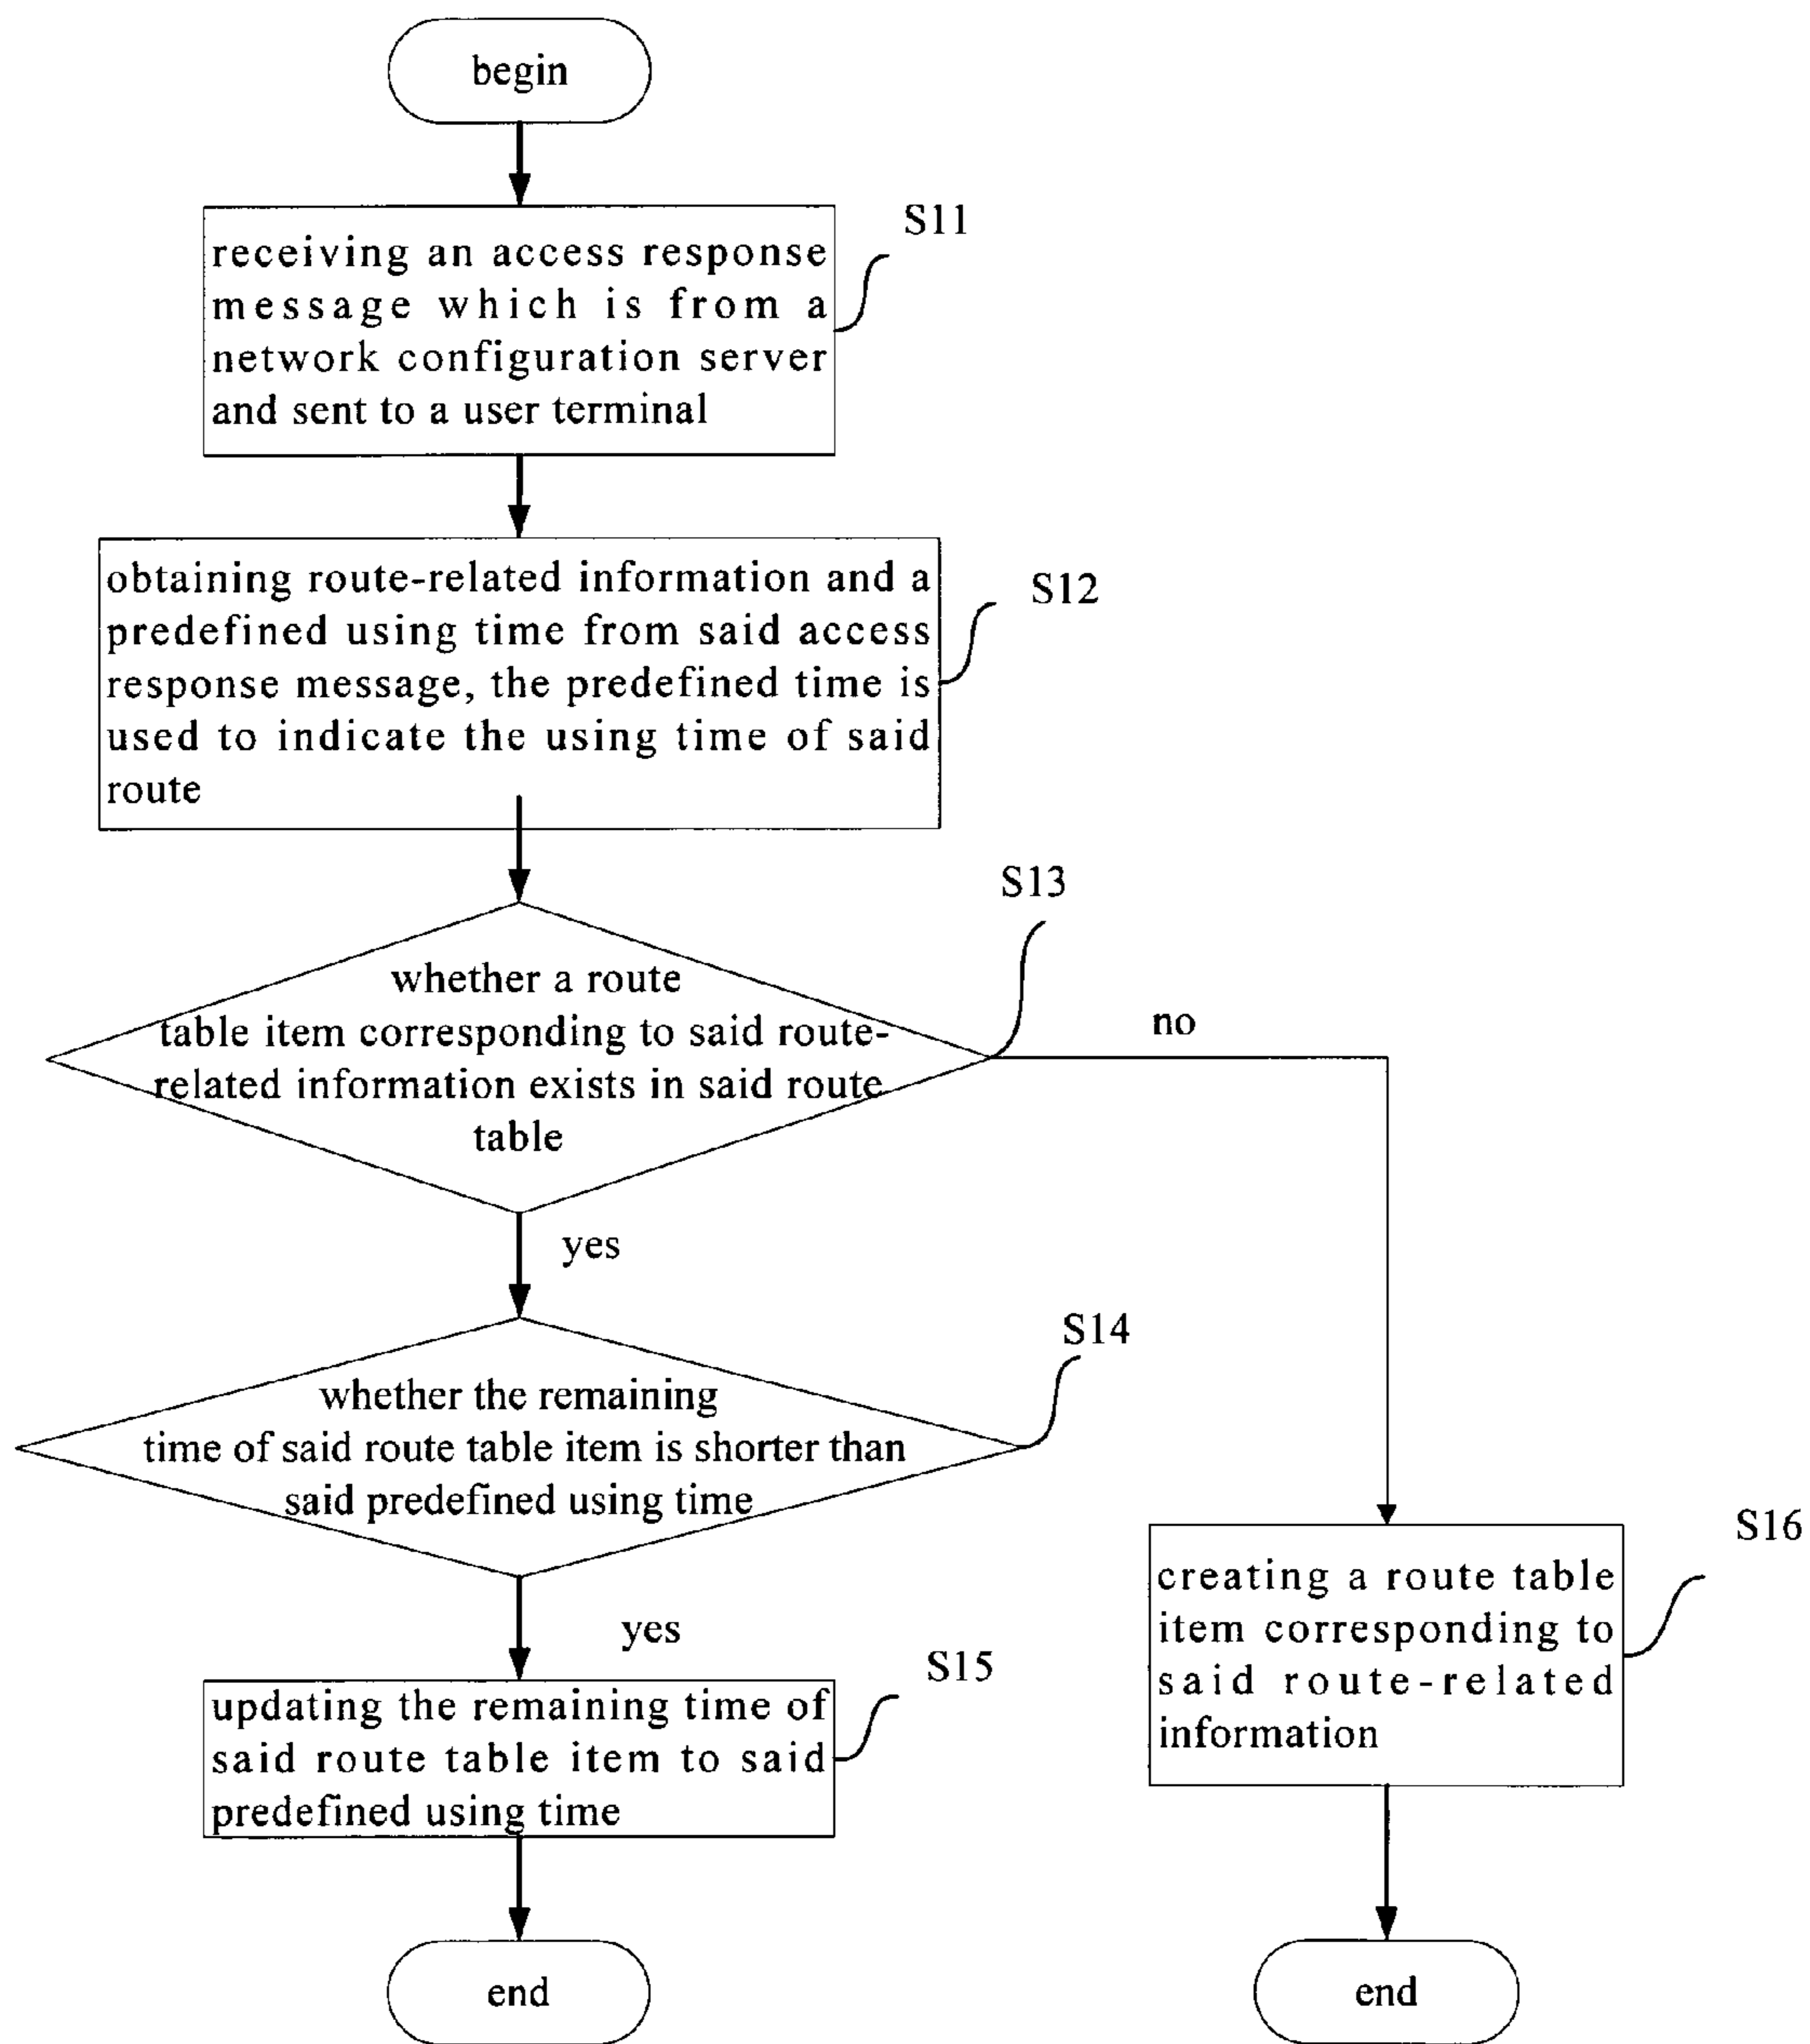 begin
S11
receiving an access response
message which is from a
network configuration server
and sent to a user terminal
S12
obtaining route-related information and a
predefined using time from said access
response message, the predefined time is
used to indicate the using time of said
route
S13
whether a route
table item corresponding to said route-
related information exists in said route
table
no
yes
S14
whether the remaining
time of said route table item is shorter than
said predefined using time
yes
S15
updating the remaining time of
said route table item to said
predefined using time
S16
creating a route table
item corresponding to
said route-related
information
end
end